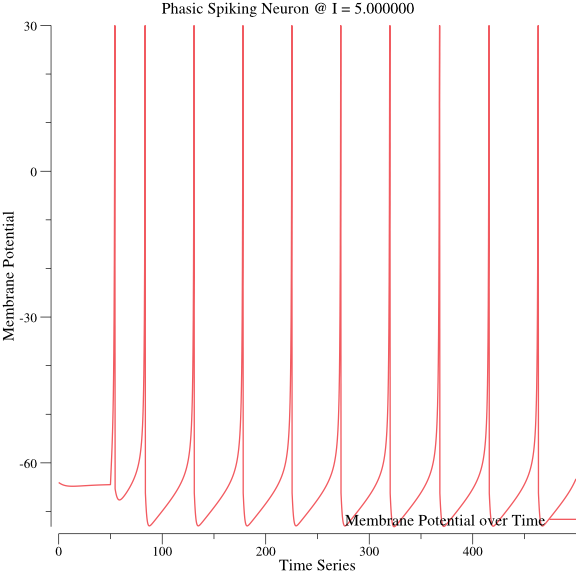 Phasic Spiking Neuron @ I = 5.000000
30
0
-30
-60
Membrane Potential
Membrane Potential over Time
0 100 200 300 400
Time Series